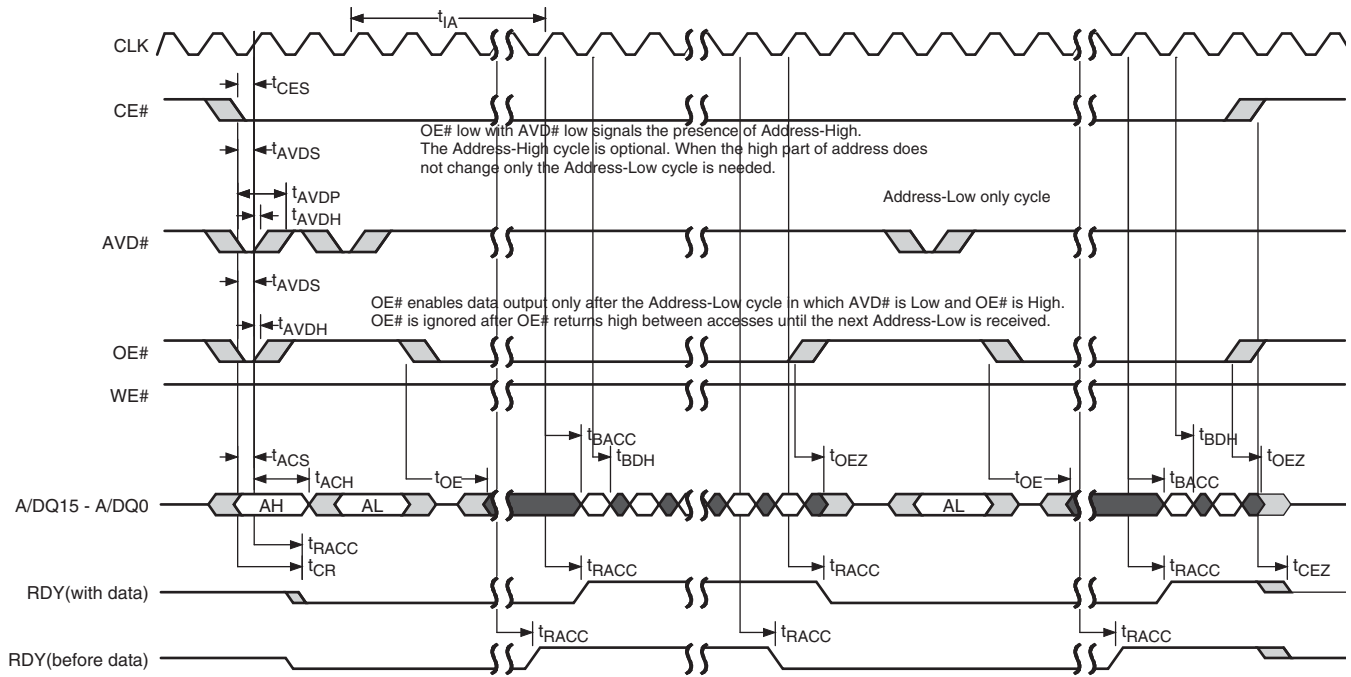 tIA
CLK
tCES
CE#
OE# low with AVD# low signals the presence of Address-High.
The Address-High cycle is optional. When the high part of address does
not change only the Address-Low cycle is needed.
tAVDS
tAVDP
Address-Low only cycle
tAVDH
AVD#
tAVDS
OE# enables data output only after the Address-Low cycle in which AVD# is Low and OE# is High.
OE# is ignored after OE# returns high between accesses until the next Address-Low is received.
tAVDH
OE#
WE#
tBACC
tBDH
tACS
tBDH
tOEZ
tOEZ
tACH
tOE
tOE
tBACC
A/DQ15 - A/DQ0
AH
AL
AL
tRACC
tCR
tRACC
tRACC
tRACC
tCEZ
RDY(with data)
tRACC
tRACC
tRACC
RDY(before data)